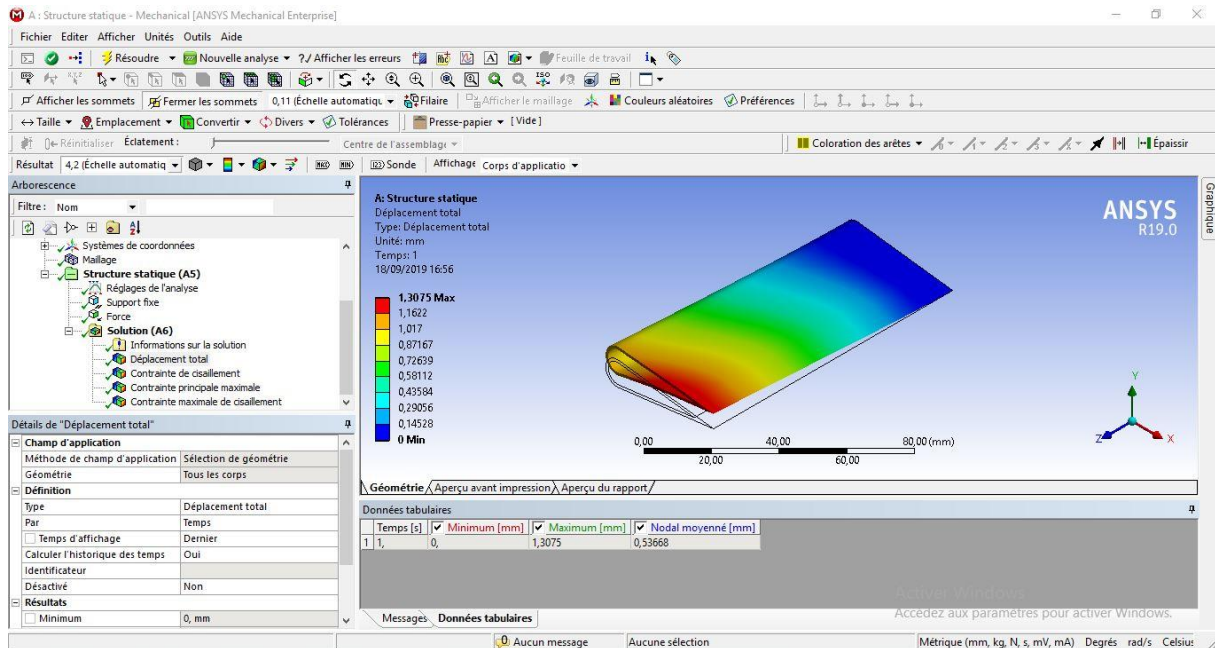 A : Structure statique - Mechanical [ANSYS Mechanical Enterprise]
Fichier Editer Afficher Unités Outils Aide
Résoudre Nouvelle analyse ?./ Afficher les erreurs A Feuille de travail
ISO
Afficher les sommets Fermer les sommets 0,11 (Échelle automatiqu Filaire Afficher le maillage Couleurs aléatoires Préférences
Taille Emplacement Convertir Divers Tolérances Presse-papier [Vide]
Réinitialiser Éclatement : Centre de l'assemblage Coloration des arêtes Épaissir
Résultat 4,2 (Échelle automatiq MAX MIN Sonde Affichage Corps d'applicatio
Arborescence
Filtre : Nom
Systèmes de coordonnées
Maillage
Structure statique (A5)
Réglages de l'analyse
Support fixe
Force
Solution (A6)
Informations sur la solution
Déplacement total
Contrainte de cisaillement
Contrainte principale maximale
Contrainte maximale de cisaillement
Détails de "Déplacement total"
Champ d'application
Méthode de champ d'application Sélection de géométrie
Géométrie Tous les corps
Définition
Type Déplacement total
Par Temps
Temps d'affichage Dernier
Calculer l'historique des temps Oui
Identificateur
Désactivé Non
Résultats
Minimum 0, mm
A: Structure statique
Déplacement total
Type: Déplacement total
Unité: mm
Temps: 1
18/09/2019 16:56
1,3075 Max
1,1622
1,017
0,87167
0,72639
0,58112
0,43584
0,29056
0,14528
0 Min
ANSYS
R19.0
Graphique
0,00 40,00 80,00 (mm)
20,00 60,00
Y
Z X
Géométrie Aperçu avant impression Aperçu du rapport
Données tabulaires
Temps [s] Minimum [mm] Maximum [mm] Nodal moyenné [mm]
1 1, 0, 1,3075 0,53668
Activer Windows
Accédez aux paramètres pour activer Windows.
Messages Données tabulaires
0 Aucun message Aucune sélection Métrique (mm, kg, N, s, mV, mA) Degrés rad/s Celsius